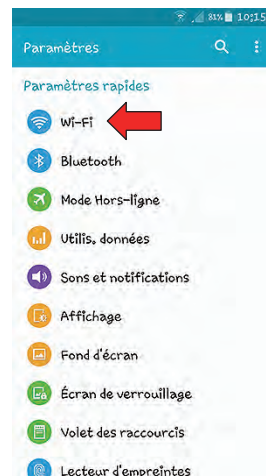 81% 10:15
Paramètres
Paramètres rapides
Wi-Fi
Bluetooth
Mode Hors-ligne
Utilis. données
Sons et notifications
Affichage
Fond d'écran
Écran de verrouillage
Volet des raccourcis
Lecteur d'empreintes